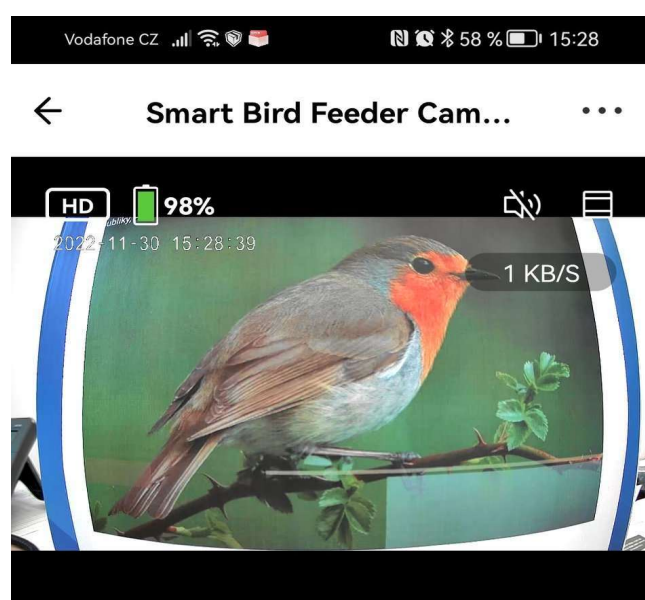 Vodafone CZ
58 %
15:28
Smart Bird Feeder Cam...
HD
98%
ubliky,
2022-11-30 15:28:39
1 KB/S